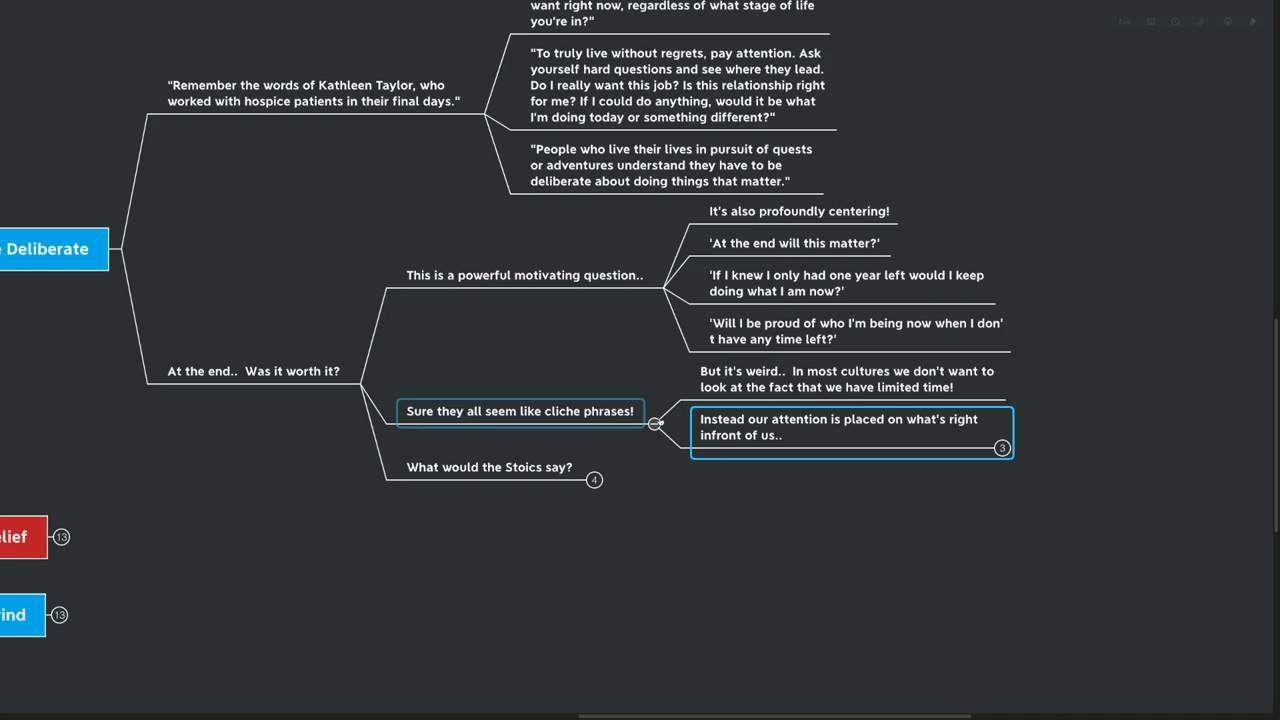 want right now, regardless of what stage of life
you're in?"
"To truly live without regrets, pay attention. Ask
yourself hard questions and see where they lead.
Do I really want this job? Is this relationship right
for me? If I could do anything, would it be what
I'm doing today or something different?"
"Remember the words of Kathleen Taylor, who
worked with hospice patients in their final days."
"People who live their lives in pursuit of quests
or adventures understand they have to be
deliberate about doing things that matter."
Deliberate
It's also profoundly centering!
'At the end will this matter?'
This is a powerful motivating question..
'If I knew I only had one year left would I keep
doing what I am now?'
'Will I be proud of who I'm being now when I don'
t have any time left?'
At the end..  Was it worth it?
But it's weird..  In most cultures we don't want to
look at the fact that we have limited time!
Sure they all seem like cliche phrases!
Instead our attention is placed on what's right
infront of us..
3
What would the Stoics say?
4
elief
13
ind
13